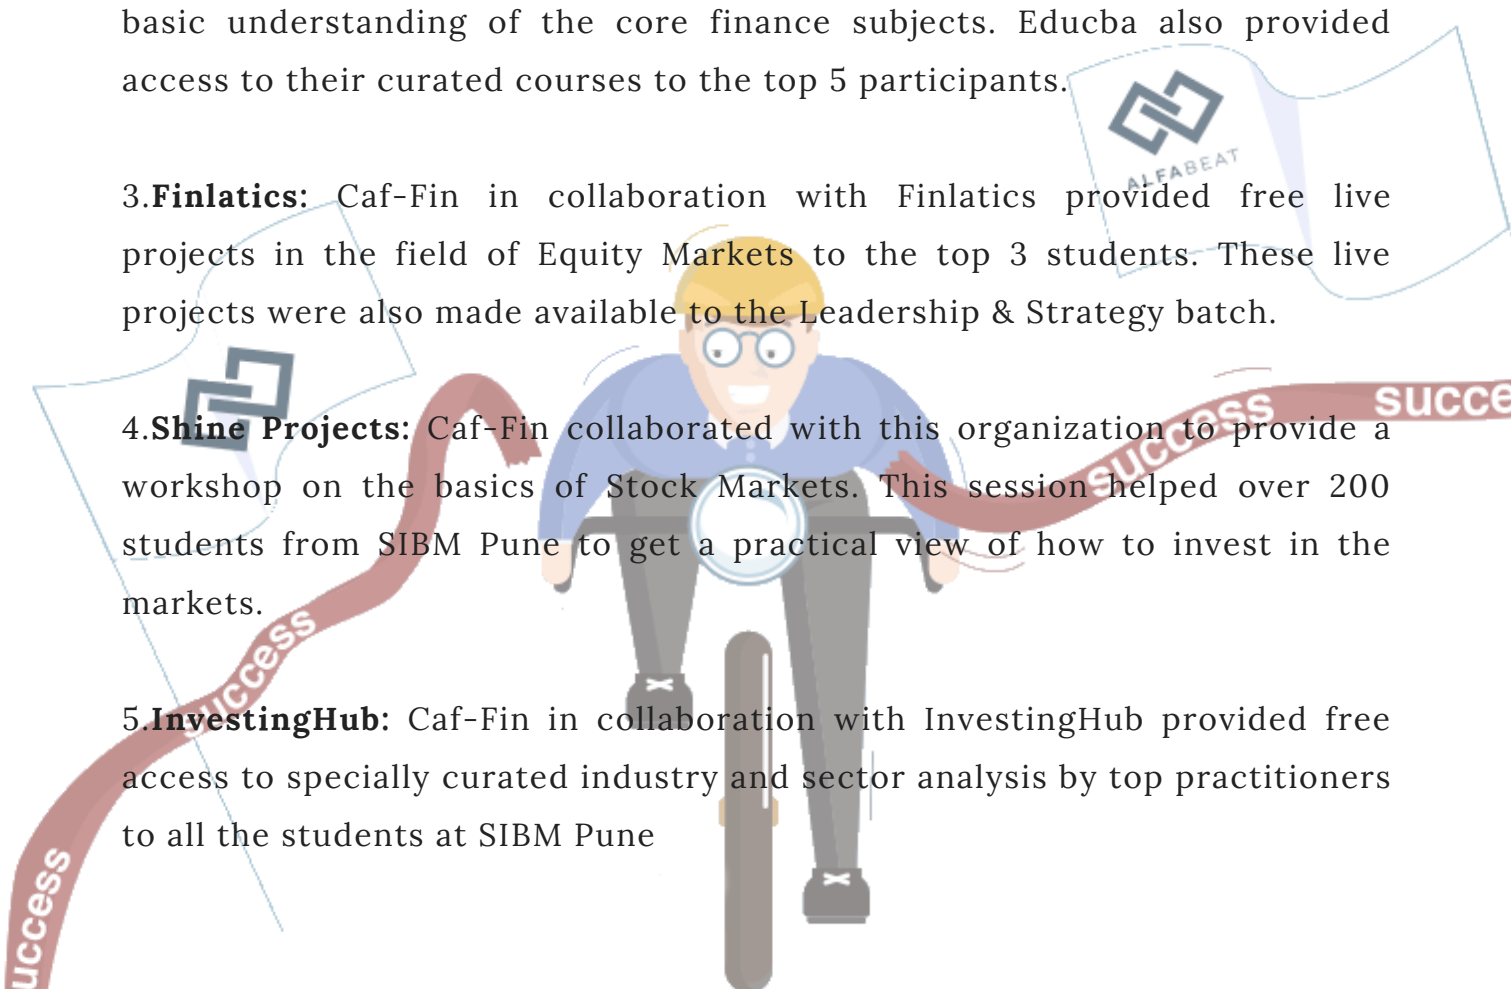 basic understanding of the core finance subjects. Educba also provided
access to their curated courses to the top 5 participants.
ALFABEAT
3.Finlatics: Caf-Fin in collaboration with Finlatics provided free live
projects in the field of Equity Markets to the top 3 students. These live
projects were also made available to the Leadership & Strategy batch.
succe
success
4.Shine Projects: Caf-Fin collaborated with this organization to provide a
workshop on the basics of Stock Markets. This session helped over 200
students from SIBM Pune to get a practical view of how to invest in the
markets.
success
5.InvestingHub: Caf-Fin in collaboration with InvestingHub provided free
access to specially curated industry and sector analysis by top practitioners
to all the students at SIBM Pune
uccess